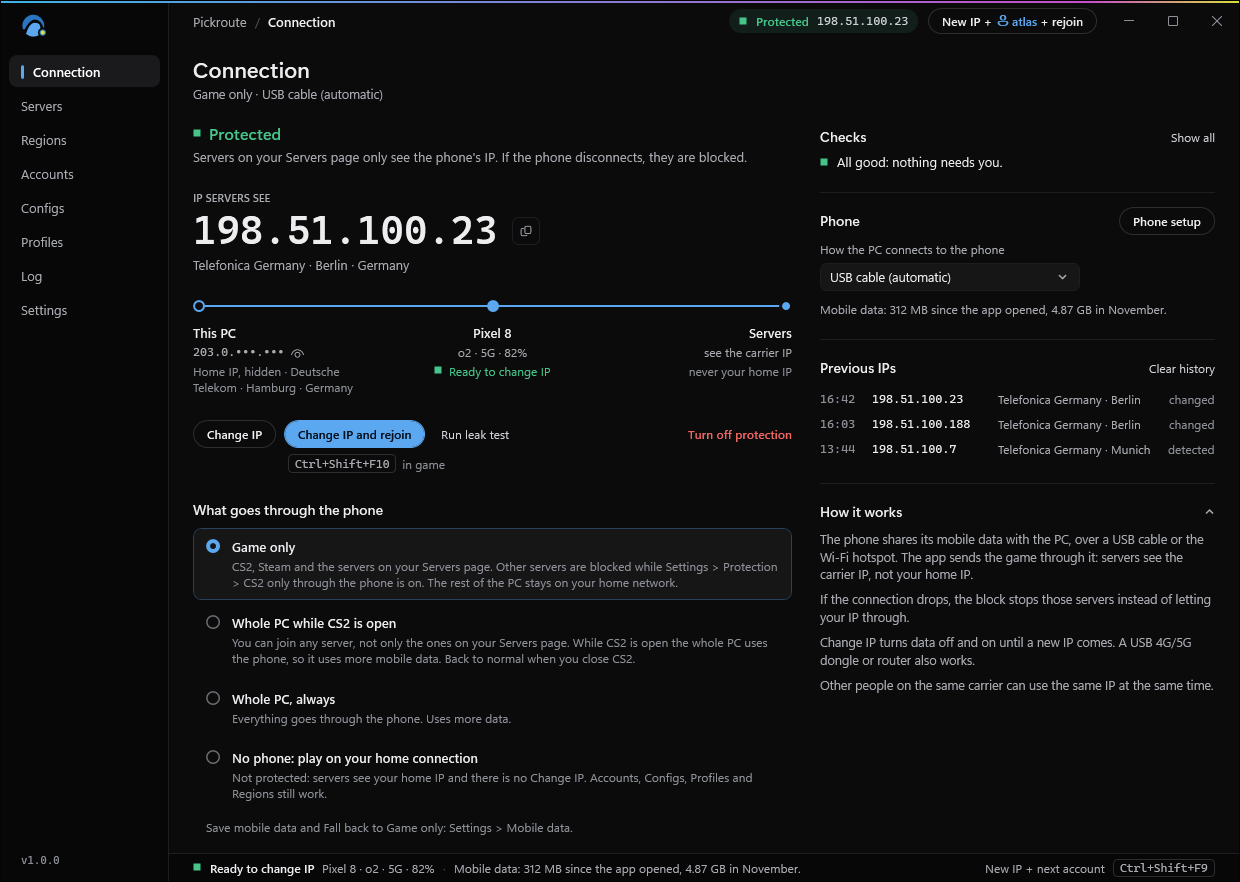 Pickroute / Connection
Protected 198.51.100.23
New IP + atlas + rejoin
Connection
Servers
Regions
Accounts
Configs
Profiles
Log
Settings
v1.0.0
Connection
Game only · USB cable (automatic)
Protected
Servers on your Servers page only see the phone's IP. If the phone disconnects, they are blocked.
IP SERVERS SEE
198.51.100.23
Telefonica Germany · Berlin · Germany
This PC
203.0.•••.•••
Home IP, hidden · Deutsche
Telekom · Hamburg · Germany
Pixel 8
o2 · 5G · 82%
Ready to change IP
Servers
see the carrier IP
never your home IP
Change IP
Change IP and rejoin
Run leak test
Turn off protection
Ctrl+Shift+F10 in game
What goes through the phone
Game only
CS2, Steam and the servers on your Servers page. Other servers are blocked while Settings > Protection
> CS2 only through the phone is on. The rest of the PC stays on your home network.
Whole PC while CS2 is open
You can join any server, not only the ones on your Servers page. While CS2 is open the whole PC uses
the phone, so it uses more mobile data. Back to normal when you close CS2.
Whole PC, always
Everything goes through the phone. Uses more data.
No phone: play on your home connection
Not protected: servers see your home IP and there is no Change IP. Accounts, Configs, Profiles and
Regions still work.
Save mobile data and Fall back to Game only: Settings > Mobile data.
Checks
Show all
All good: nothing needs you.
Phone
Phone setup
How the PC connects to the phone
USB cable (automatic)
Mobile data: 312 MB since the app opened, 4.87 GB in November.
Previous IPs
Clear history
16:42 198.51.100.23 Telefonica Germany · Berlin changed
16:03 198.51.100.188 Telefonica Germany · Berlin changed
13:44 198.51.100.7 Telefonica Germany · Munich detected
How it works
The phone shares its mobile data with the PC, over a USB cable or the
Wi-Fi hotspot. The app sends the game through it: servers see the
carrier IP, not your home IP.
If the connection drops, the block stops those servers instead of letting
your IP through.
Change IP turns data off and on until a new IP comes. A USB 4G/5G
dongle or router also works.
Other people on the same carrier can use the same IP at the same time.
Ready to change IP Pixel 8 · o2 · 5G · 82% · Mobile data: 312 MB since the app opened, 4.87 GB in November.
New IP + next account Ctrl+Shift+F9